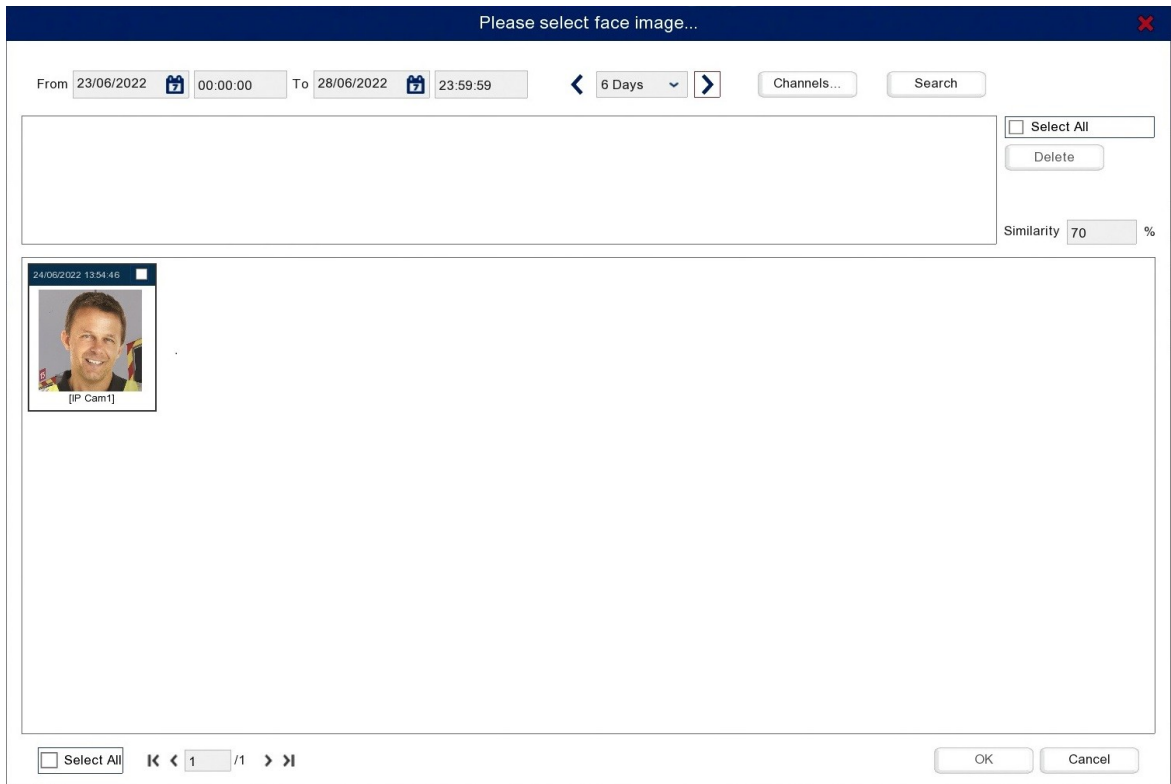 Please select face image...
From 23/06/2022 00:00:00 To 28/06/2022 23:59:59 6 Days Channels... Search
Select All
Delete
Similarity 70 %
24/06/2022 13:54:46
[IP Cam1]
Select All 1 /1 OK Cancel